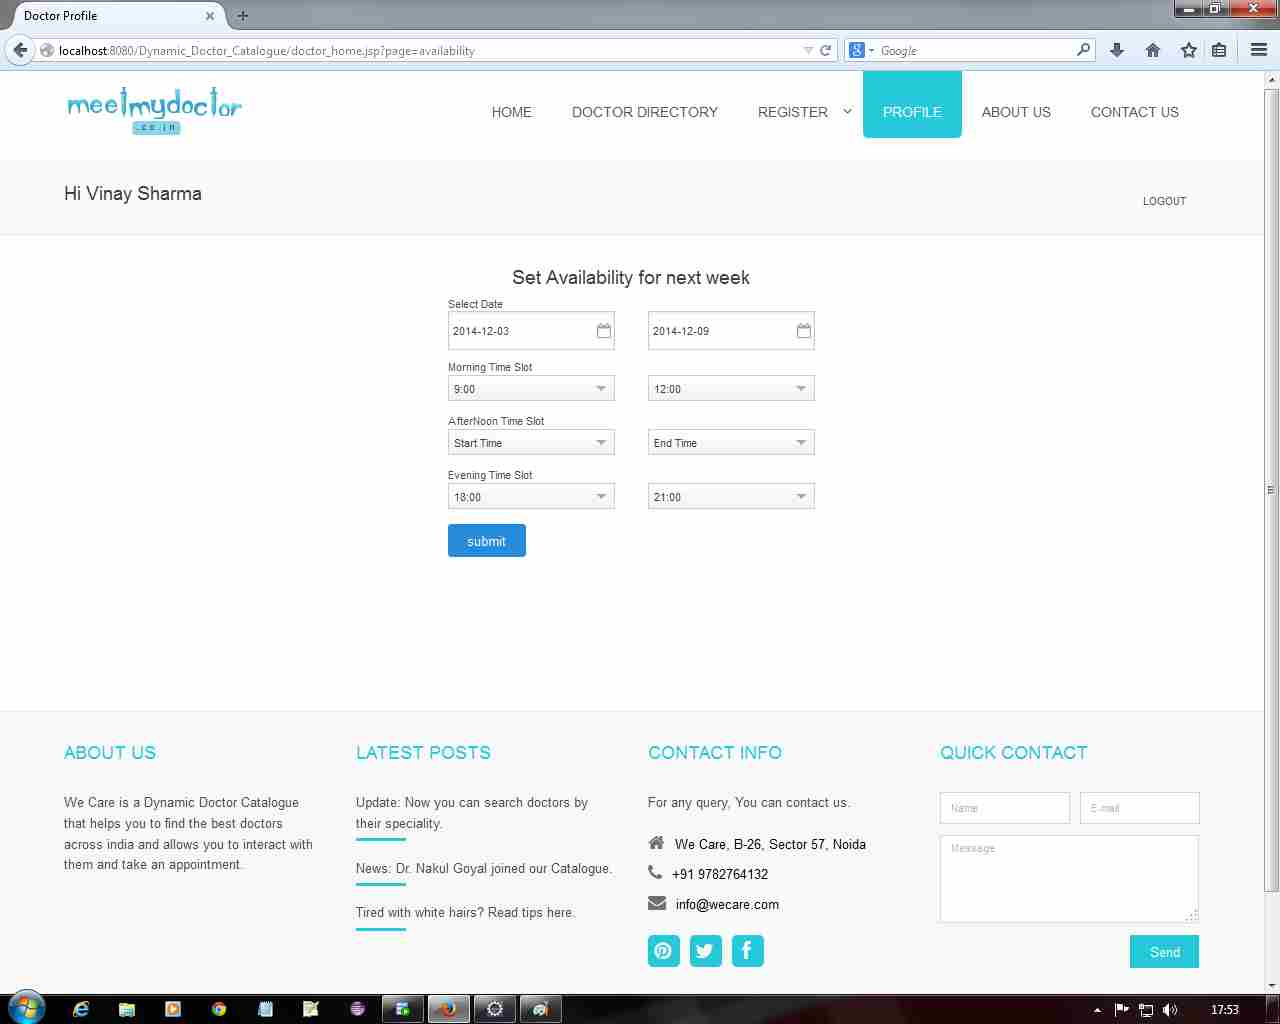 Doctor Profile
localhost:8080/Dynamic_Doctor_Catalogue/doctor_home.jsp?page=availability
Google
meetmydoctor
.co.in
HOME
DOCTOR DIRECTORY
REGISTER
PROFILE
ABOUT US
CONTACT US
Hi Vinay Sharma
LOGOUT
Set Availability for next week
Select Date
2014-12-03
2014-12-09
Morning Time Slot
9:00
12:00
AfterNoon Time Slot
Start Time
End Time
Evening Time Slot
18:00
21:00
submit
ABOUT US
We Care is a Dynamic Doctor Catalogue
that helps you to find the best doctors
across india and allows you to interact with
them and take an appointment.
LATEST POSTS
Update: Now you can search doctors by
their speciality.
News: Dr. Nakul Goyal joined our Catalogue.
Tired with white hairs? Read tips here.
CONTACT INFO
For any query, You can contact us.
We Care, B-26, Sector 57, Noida
+91 9782764132
info@wecare.com
QUICK CONTACT
Name
E-mail
Message
Send
17:53